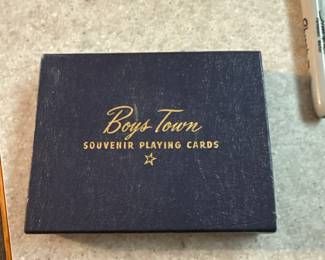 Boys Town
SOUVENIR PLAYING CARDS